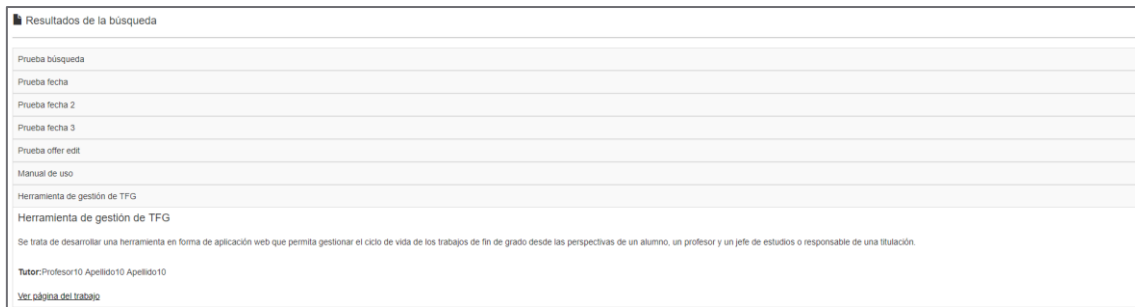 Resultados de la búsqueda
Prueba búsqueda
Prueba fecha
Prueba fecha 2
Prueba fecha 3
Prueba offer edit
Manual de uso
Herramienta de gestión de TFG
Herramienta de gestión de TFG
Se trata de desarrollar una herramienta en forma de aplicación web que permita gestionar el ciclo de vida de los trabajos de fin de grado desde las perspectivas de un alumno, un profesor y un jefe de estudios o responsable de una titulación.
Tutor:Profesor10 Apellido10 Apellido10
Ver página del trabajo